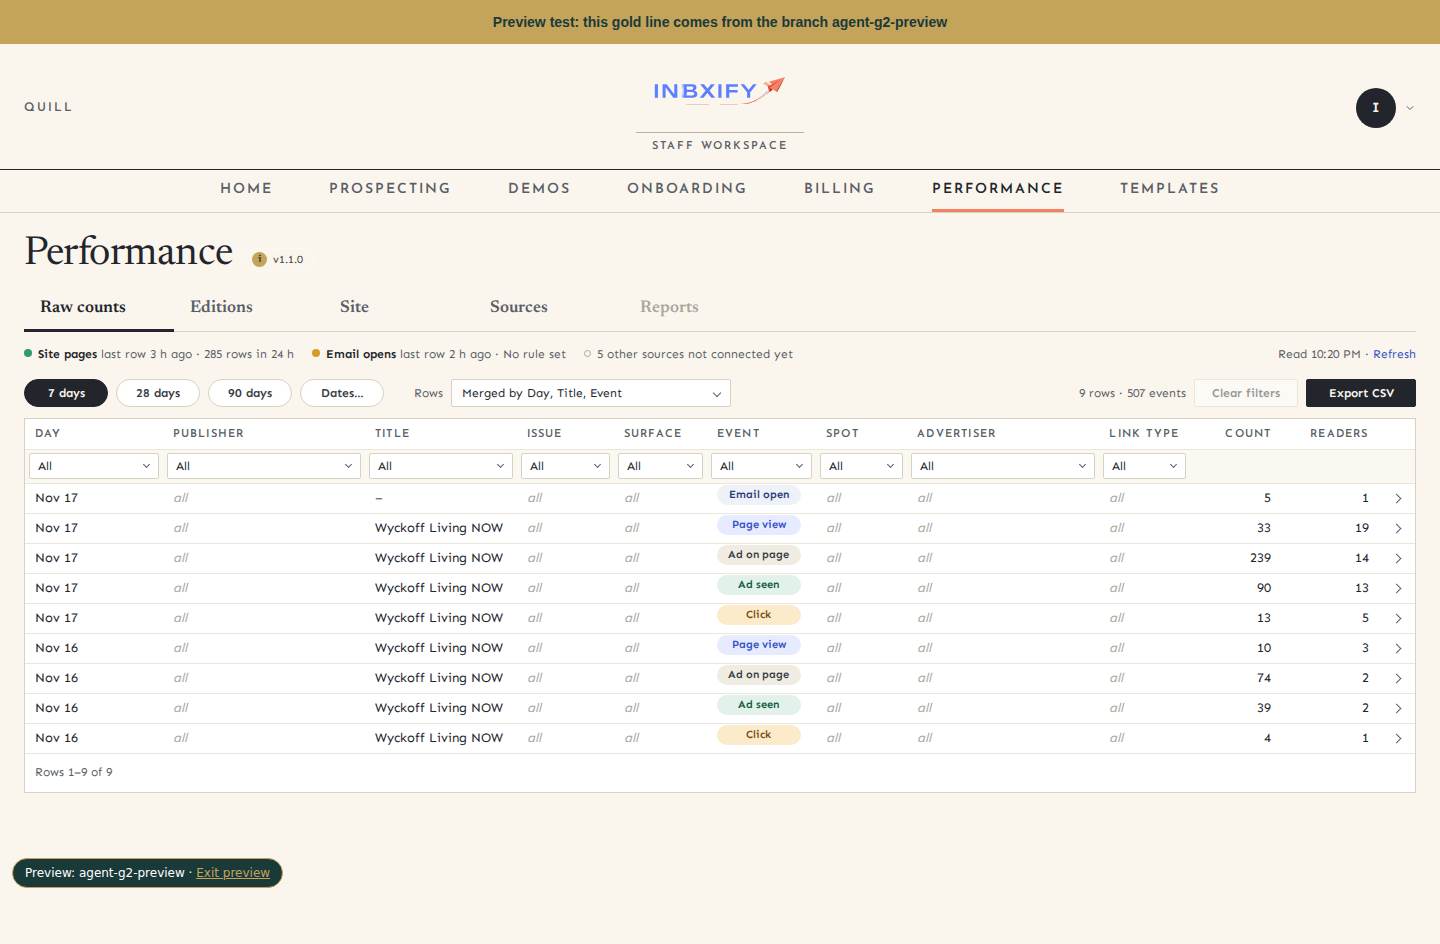 Preview test: this gold line comes from the branch agent-g2-preview
QUILL
INBXIFY
I
STAFF WORKSPACE
HOME PROSPECTING DEMOS ONBOARDING BILLING PERFORMANCE TEMPLATES
Performance i v1.1.0
Raw counts Editions Site Sources Reports
Site pages last row 3 h ago · 285 rows in 24 h Email opens last row 2 h ago · No rule set 5 other sources not connected yet Read 10:20 PM · Refresh
7 days 28 days 90 days Dates... Rows Merged by Day, Title, Event 9 rows · 507 events Clear filters Export CSV
DAY PUBLISHER TITLE ISSUE SURFACE EVENT SPOT ADVERTISER LINK TYPE COUNT READERS
All All All All All All All All All
Nov 17 all – all all Email open all all all 5 1
Nov 17 all Wyckoff Living NOW all all Page view all all all 33 19
Nov 17 all Wyckoff Living NOW all all Ad on page all all all 239 14
Nov 17 all Wyckoff Living NOW all all Ad seen all all all 90 13
Nov 17 all Wyckoff Living NOW all all Click all all all 13 5
Nov 16 all Wyckoff Living NOW all all Page view all all all 10 3
Nov 16 all Wyckoff Living NOW all all Ad on page all all all 74 2
Nov 16 all Wyckoff Living NOW all all Ad seen all all all 39 2
Nov 16 all Wyckoff Living NOW all all Click all all all 4 1
Rows 1–9 of 9
Preview: agent-g2-preview · Exit preview